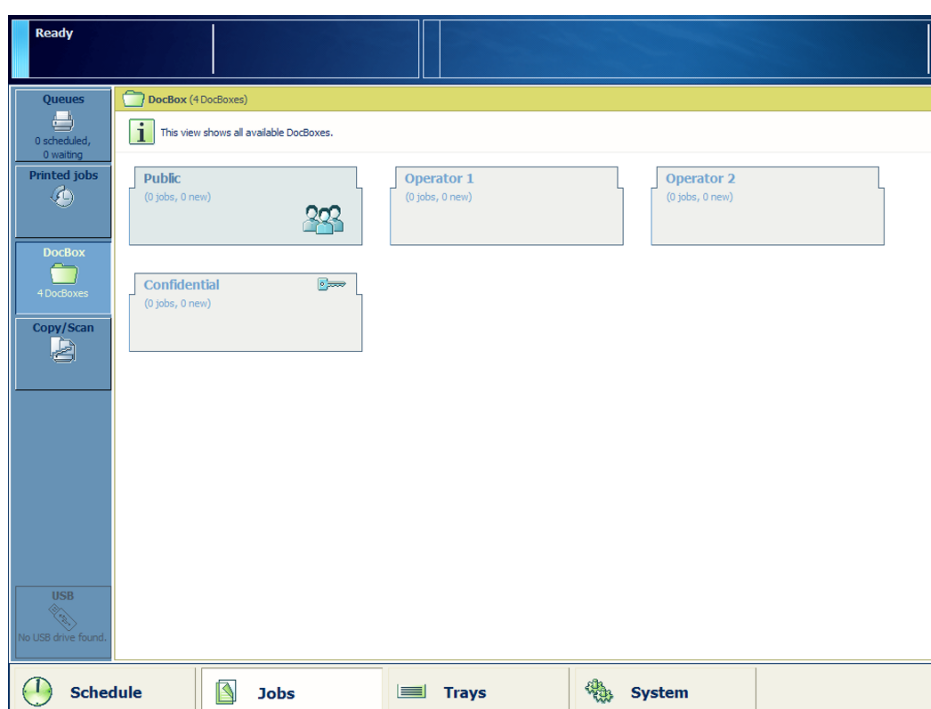 Ready
Queues
0 scheduled,
0 waiting
Printed jobs
DocBox
4 DocBoxes
Copy/Scan
USB
No USB drive found.
DocBox (4 DocBoxes)
i
This view shows all available DocBoxes.
Public
(0 jobs, 0 new)
Operator 1
(0 jobs, 0 new)
Operator 2
(0 jobs, 0 new)
Confidential
(0 jobs, 0 new)
Schedule
Jobs
Trays
System